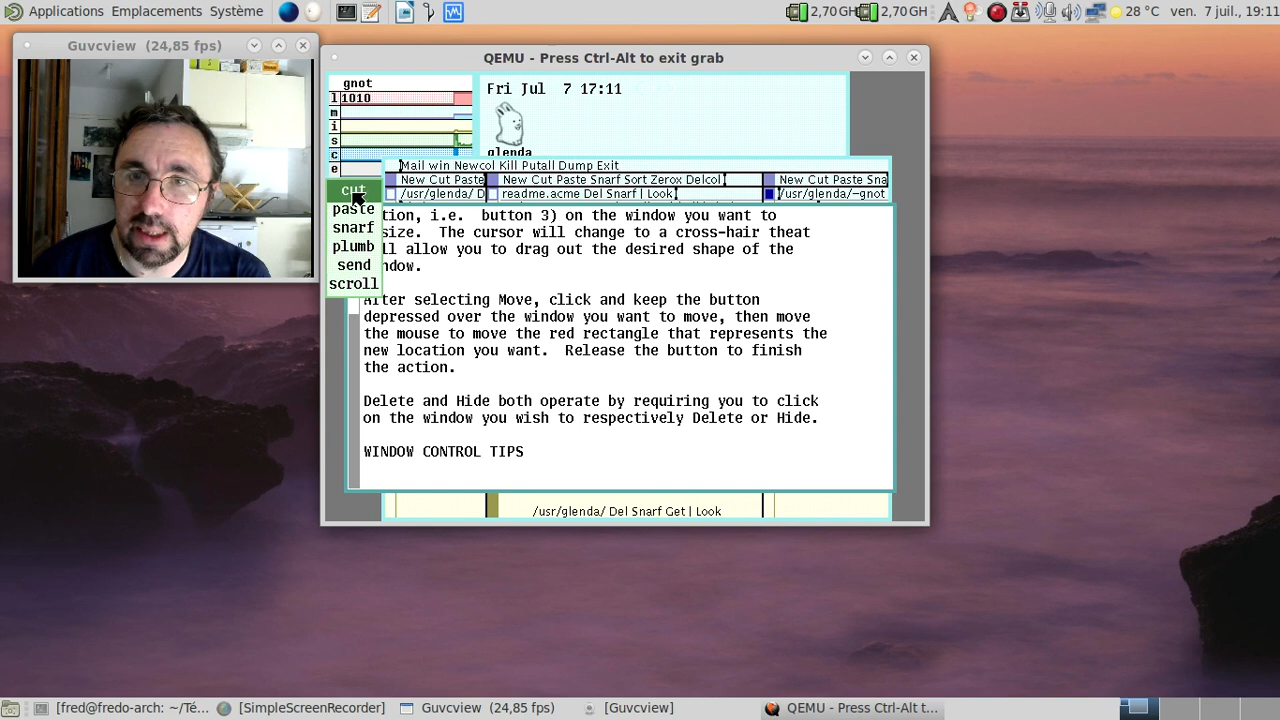 Applications Emplacements Système
2,70 GH 2,70 GH 28 °C ven. 7 juil., 19:11
Guvcview (24,85 fps)
QEMU - Press Ctrl-Alt to exit grab
gnot
l 1010
m
i
s
c
e
Fri Jul 7 17:11
glenda
Mail win Newcol Kill Putall Dump Exit
New Cut Paste
New Cut Paste Snarf Sort Zerox Delcol
New Cut Paste Sna
/usr/glenda/ D
readme.acme Del Snarf | Look
/usr/glenda/-gnot
cut
paste
snarf
plumb
send
scroll
tion, i.e. button 3) on the window you want to
size. The cursor will change to a cross-hair theat
ll allow you to drag out the desired shape of the
ndow.
After selecting Move, click and keep the button
depressed over the window you want to move, then move
the mouse to move the red rectangle that represents the
new location you want. Release the button to finish
the action.
Delete and Hide both operate by requiring you to click
on the window you wish to respectively Delete or Hide.
WINDOW CONTROL TIPS
/usr/glenda/ Del Snarf Get | Look
[fred@fredo-arch: ~/Té...
[SimpleScreenRecorder]
Guvcview (24,85 fps)
[Guvcview]
QEMU - Press Ctrl-Alt t...